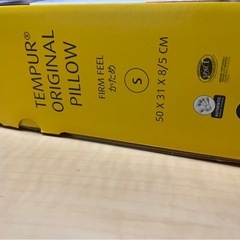 TEMPUR®
ORIGINAL
PILLOW
FIRM FEEL
かため
S
50 X 31 X 8/5 CM